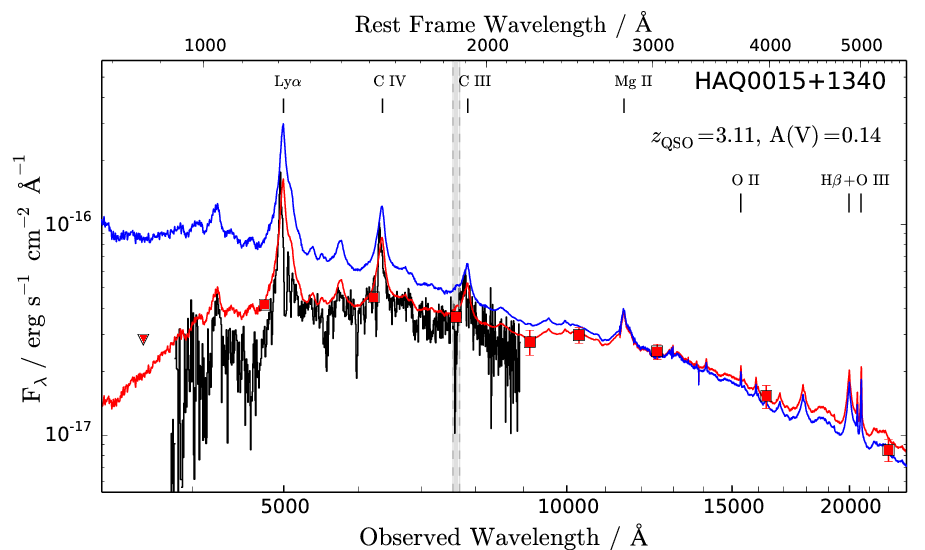 Rest Frame Wavelength / Å
1000 2000 3000 4000 5000
Lyα C IV C III Mg II HAQ0015+1340
z_QSO=3.11, A(V)=0.14
O II Hβ+O III
F_λ / erg s⁻¹ cm⁻² Å⁻¹
10⁻¹⁶
10⁻¹⁷
5000 10000 15000 20000
Observed Wavelength / Å